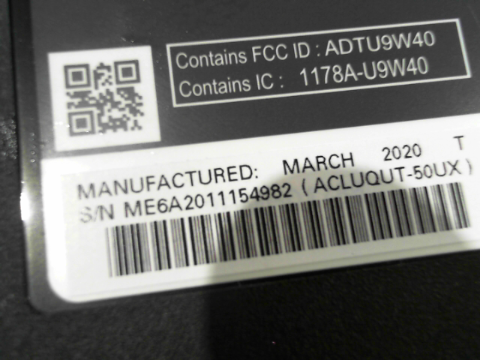 Contains FCC ID : ADTU9W40
Contains IC : 1178A-U9W40
MANUFACTURED: MARCH 2020 T
S/N ME6A2011154982 ( ACLUQUT-50UX )